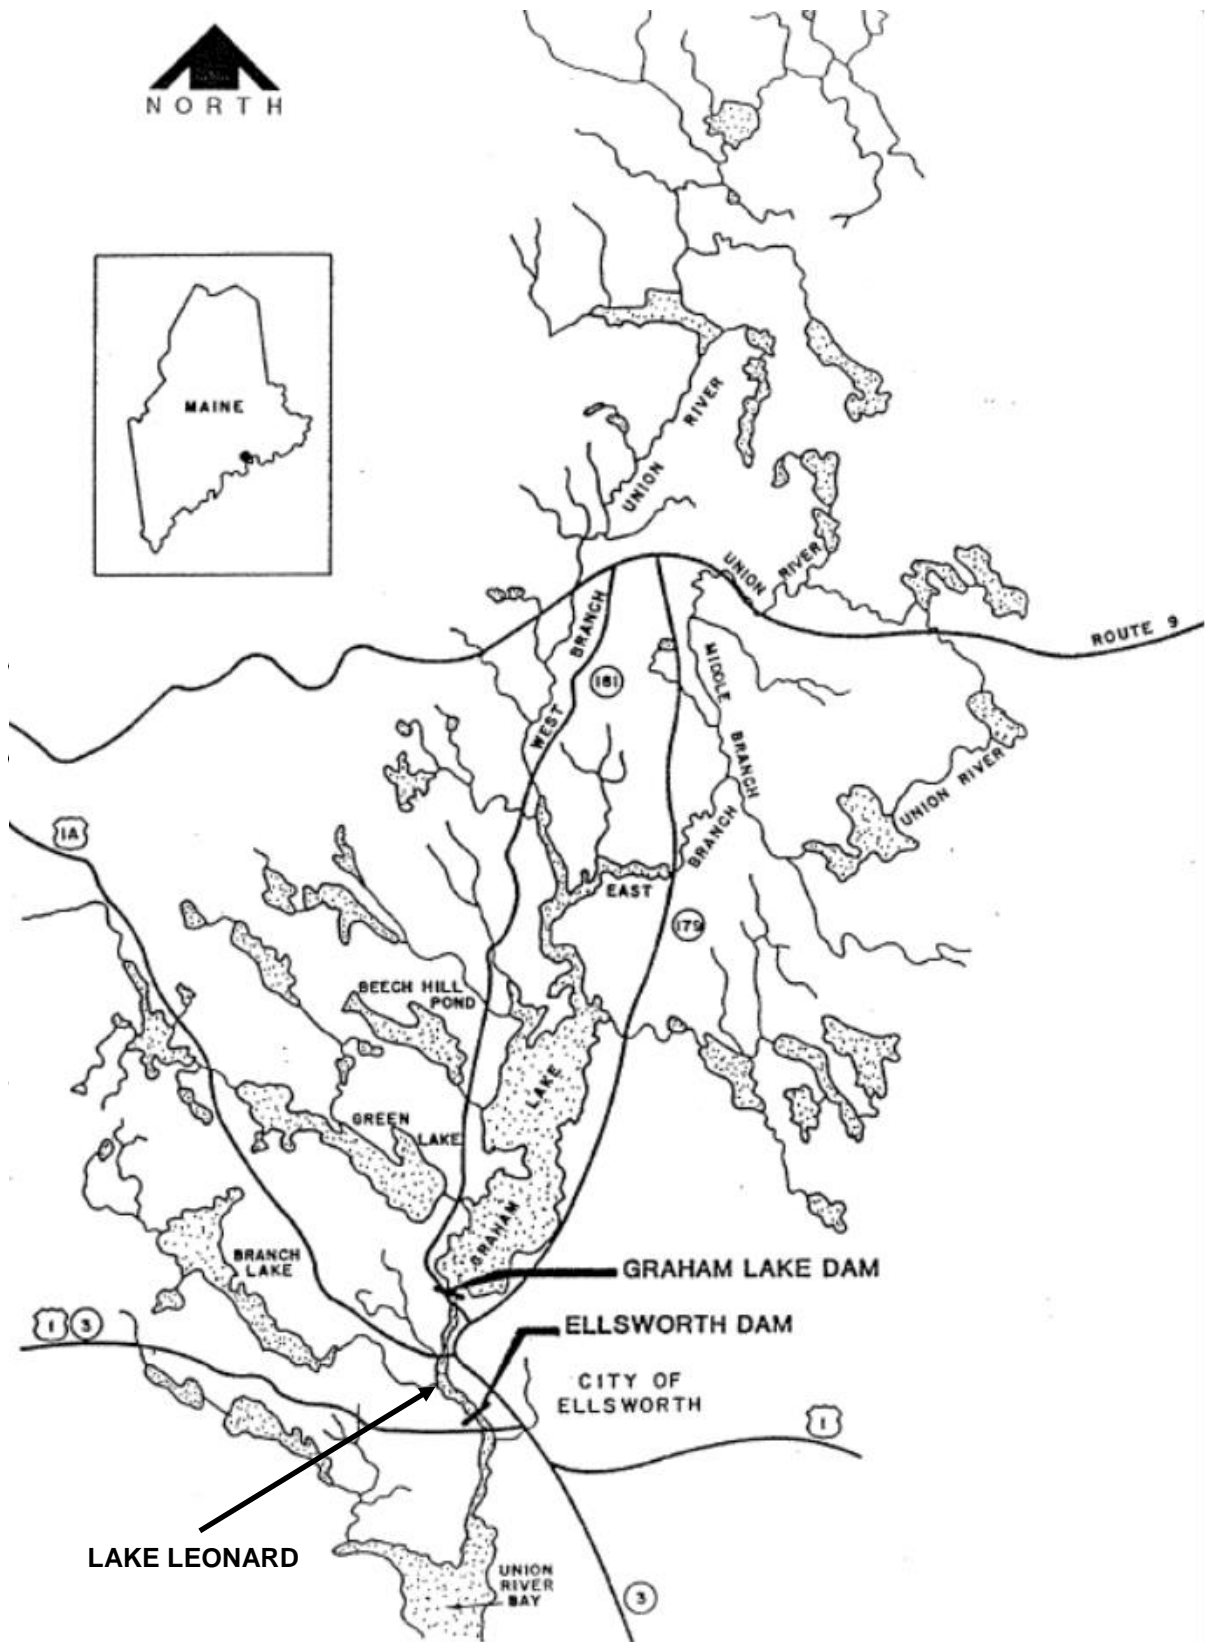 NORTH
MAINE
RIVER
UNION
UNION
RIVER
ROUTE 9
BRANCH
181
MIDDLE
WEST
BRANCH
UNION RIVER
1A
BRANCH
EAST
179
BEECH HILL
POND
LAKE
GREEN
LAKE
GRAHAM
BRANCH
LAKE
GRAHAM LAKE DAM
1
3
ELLSWORTH DAM
CITY OF
ELLSWORTH
1
LAKE LEONARD
UNION
RIVER
BAY
3